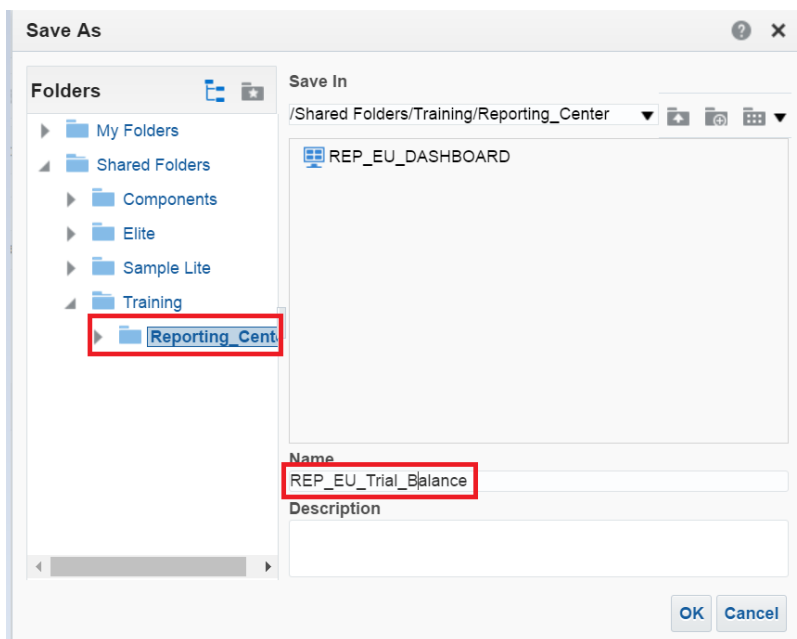 Save As
Folders
My Folders
Shared Folders
Components
Elite
Sample Lite
Training
Reporting_Cent
Save In
/Shared Folders/Training/Reporting_Center
REP_EU_DASHBOARD
Name
REP_EU_Trial_Balance
Description
OK Cancel